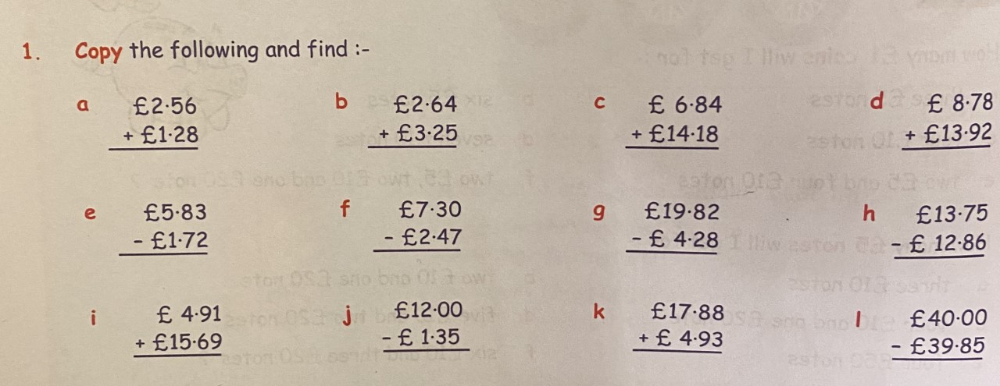 1. Copy the following and find :-
a £2·56 b £2·64 c £ 6·84 d £ 8·78
+ £1·28 + £3·25 + £14·18 + £13·92
e £5·83 f £7·30 g £19·82 h £13·75
- £1·72 - £2·47 - £ 4·28 - £ 12·86
i £ 4·91 j £12·00 k £17·88 l £40·00
+ £15·69 - £ 1·35 + £ 4·93 - £39·85